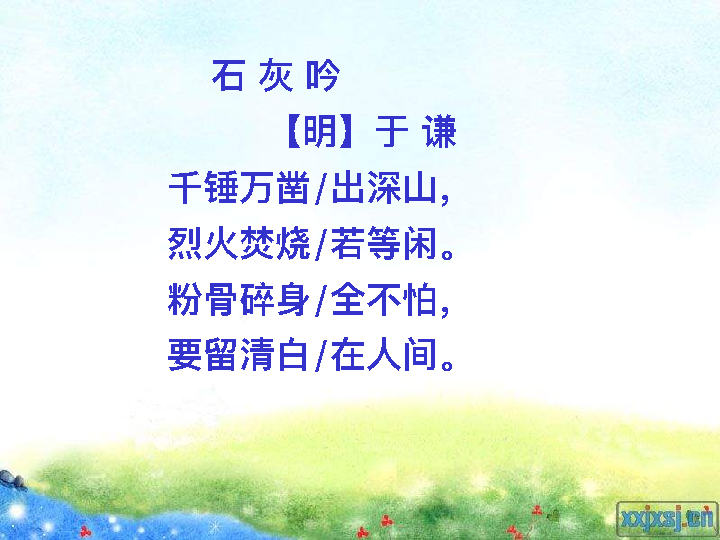 石 灰 吟
【明】于 谦
千锤万凿/出深山，
烈火焚烧/若等闲。
粉骨碎身/全不怕，
要留清白/在人间。
xxjxsj.cn